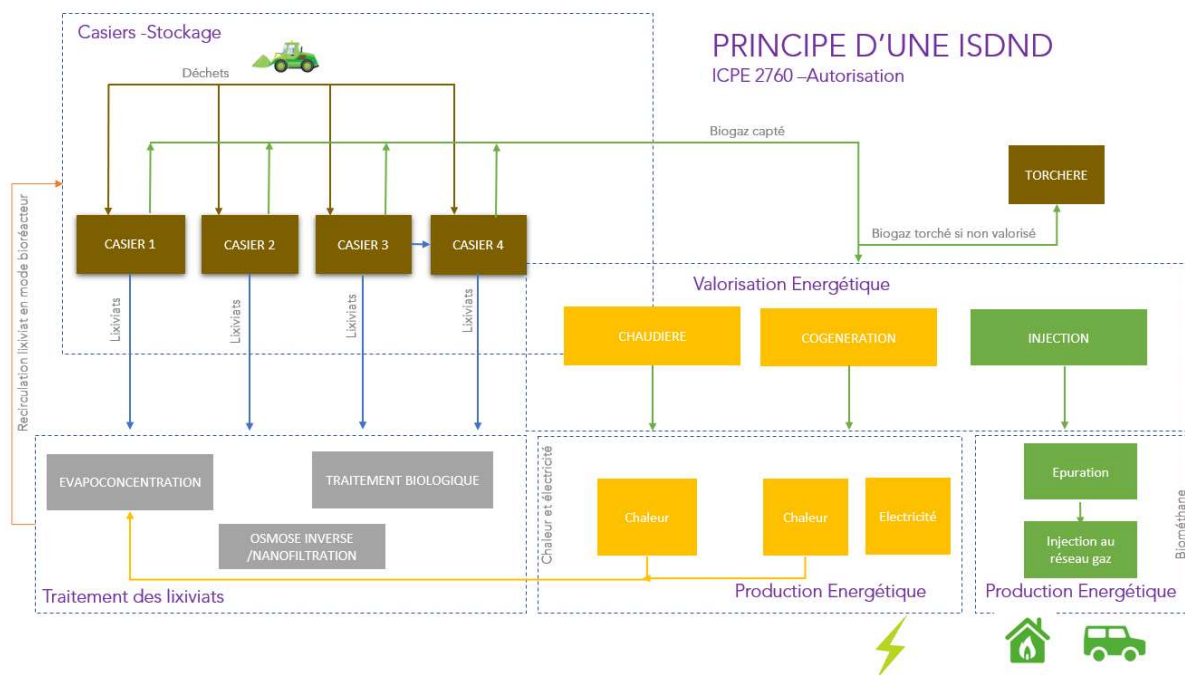 Casiers -Stockage
PRINCIPE D'UNE ISDND
ICPE 2760 –Autorisation
Déchets
Biogaz capté
TORCHERE
Recirculation lixiviat en mode bioréacteur
CASIER 1
CASIER 2
CASIER 3
CASIER 4
Biogaz torché si non valorisé
Valorisation Energétique
Lixiviats
Lixiviats
Lixiviats
Lixiviats
CHAUDIERE
COGENERATION
INJECTION
EVAPOCONCENTRATION
TRAITEMENT BIOLOGIQUE
OSMOSE INVERSE
/NANOFILTRATION
Traitement des lixiviats
Chaleur et électricité
Chaleur
Chaleur
Electricité
Production Energétique
Epuration
Injection au
réseau gaz
Biométhane
Production Energétique